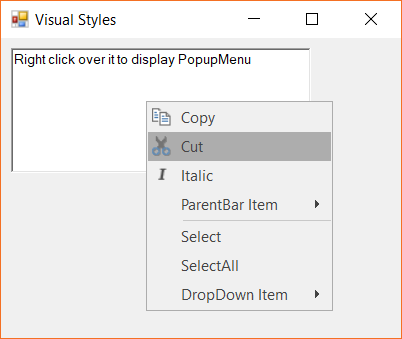 Visual Styles
Right click over it to display PopupMenu
Copy
Cut
I Italic
ParentBar Item
Select
SelectAll
DropDown Item